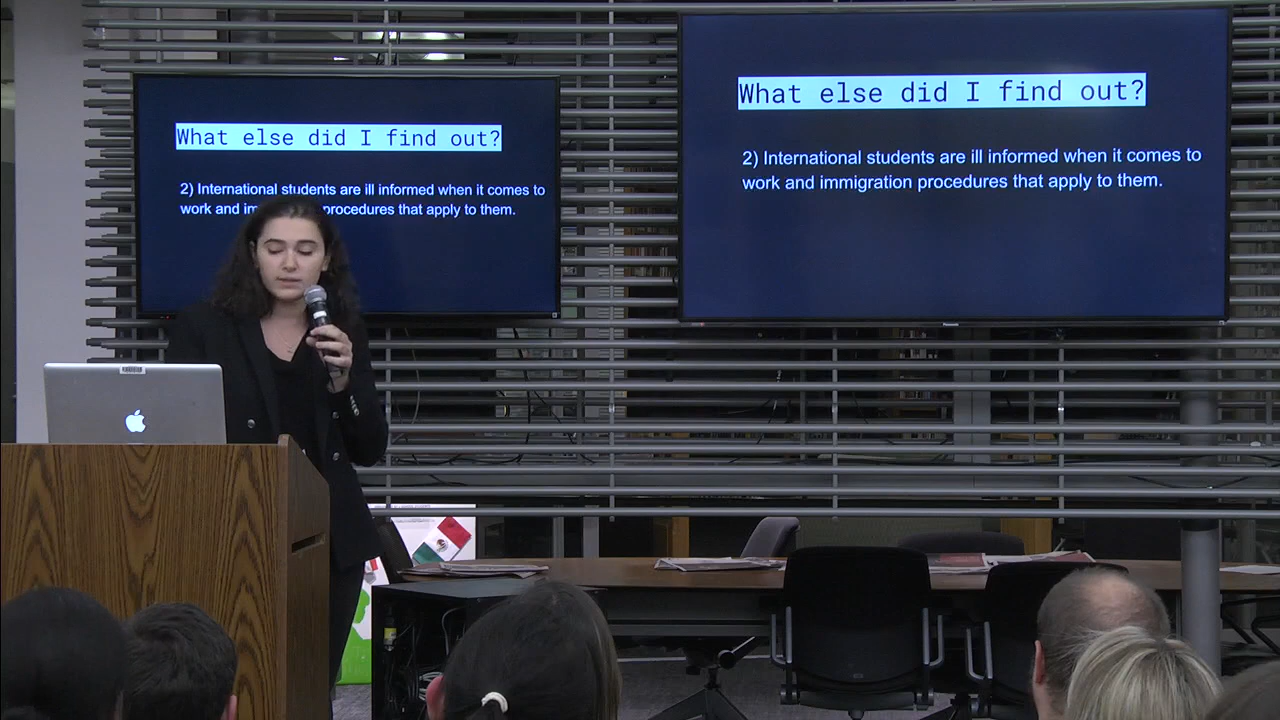 What else did I find out?
2) International students are ill informed when it comes to
work and im procedures that apply to them.
What else did I find out?
2) International students are ill informed when it comes to
work and immigration procedures that apply to them.
Panasonic